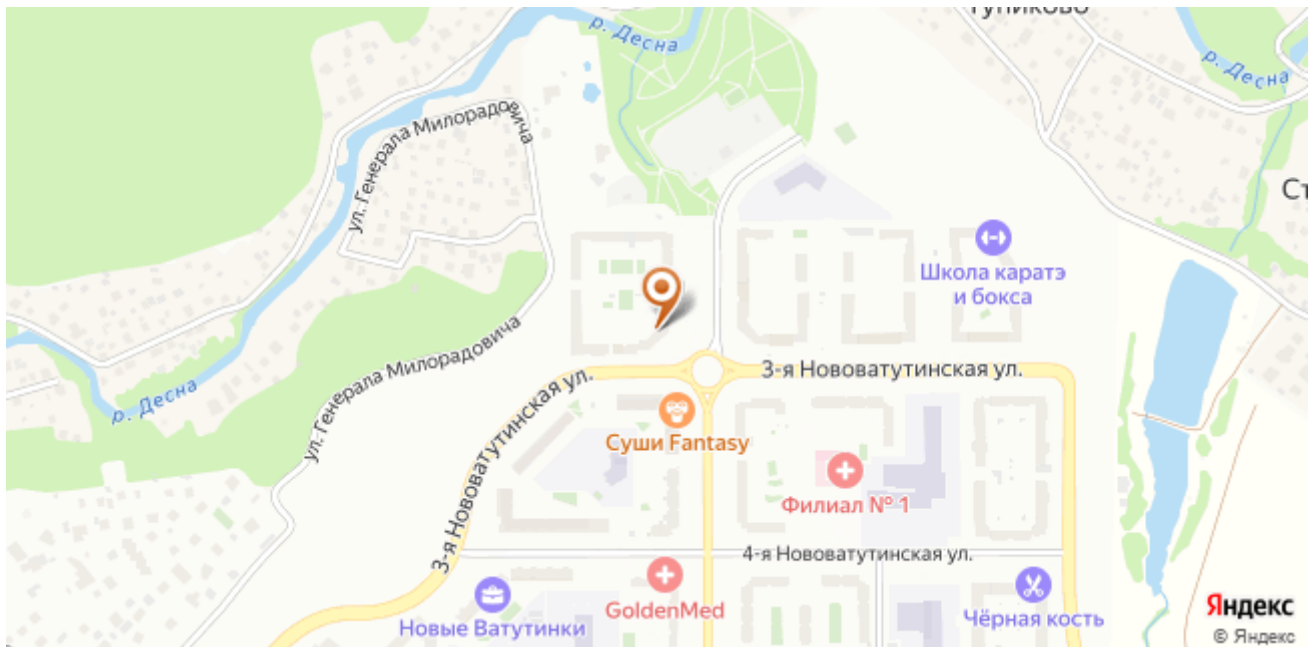 р. Десна
р. Десна
ул. Генерала Милорадовича
Ст
Школа каратэ
и бокса
ул. Генерала Милорадовича
3-я Нововатутинская ул.
р. Десна
3-я Нововатутинская ул.
Суши Fantasy
Филиал № 1
4-я Нововатутинская ул.
GoldenMed
Новые Ватутинки
Чёрная кость
Яндекс
© Яндекс